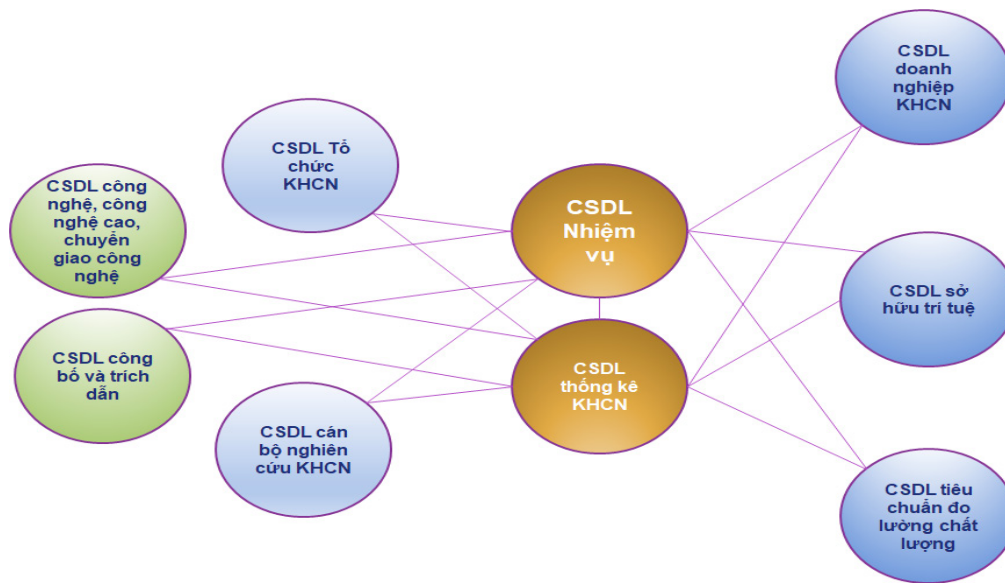 CSDL
doanh
nghiệp
KHCN
CSDL Tổ
chức
KHCN
CSDL công
nghệ, công
nghệ cao,
chuyển
giao công
nghệ
CSDL
Nhiệm
vụ
CSDL sở
hữu trí tuệ
CSDL công
bố và trích
dẫn
CSDL
thống kê
KHCN
CSDL cán
bộ nghiên
cứu KHCN
CSDL tiêu
chuẩn đo
lường chất
lượng